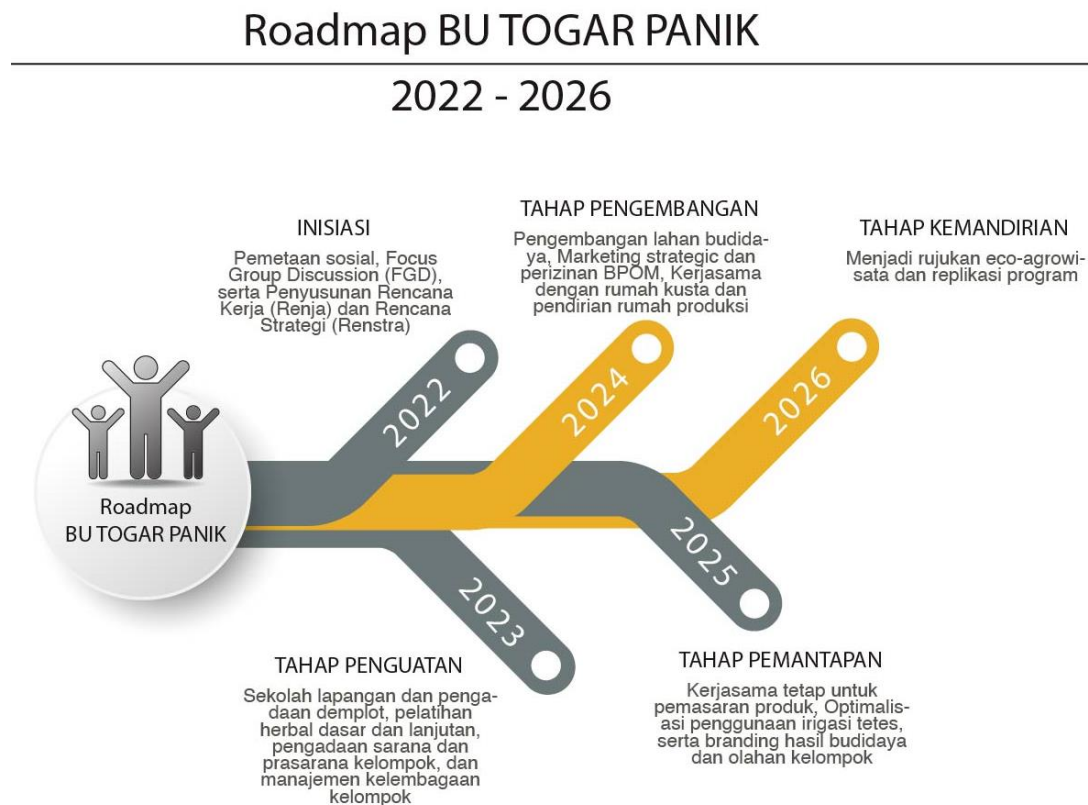 Roadmap BU TOGAR PANIK
2022 - 2026
INISIASI
Pemetaan sosial, Focus
Group Discussion (FGD),
serta Penyusunan Rencana
Kerja (Renja) dan Rencana
Strategi (Renstra)
TAHAP PENGEMBANGAN
Pengembangan lahan budida-
ya, Marketing strategic dan
perizinan BPOM, Kerjasama
dengan rumah kusta dan
pendirian rumah produksi
TAHAP KEMANDIRIAN
Menjadi rujukan eco-agrowi-
sata dan replikasi program
2022
2024
2026
Roadmap
BU TOGAR PANIK
2023
2025
TAHAP PENGUATAN
Sekolah lapangan dan penga-
daan demplot, pelatihan
herbal dasar dan lanjutan,
pengadaan sarana dan
prasarana kelompok, dan
manajemen kelembagaan
kelompok
TAHAP PEMANTAPAN
Kerjasama tetap untuk
pemasaran produk, Optimalis-
asi penggunaan irigasi tetes,
serta branding hasil budidaya
dan olahan kelompok